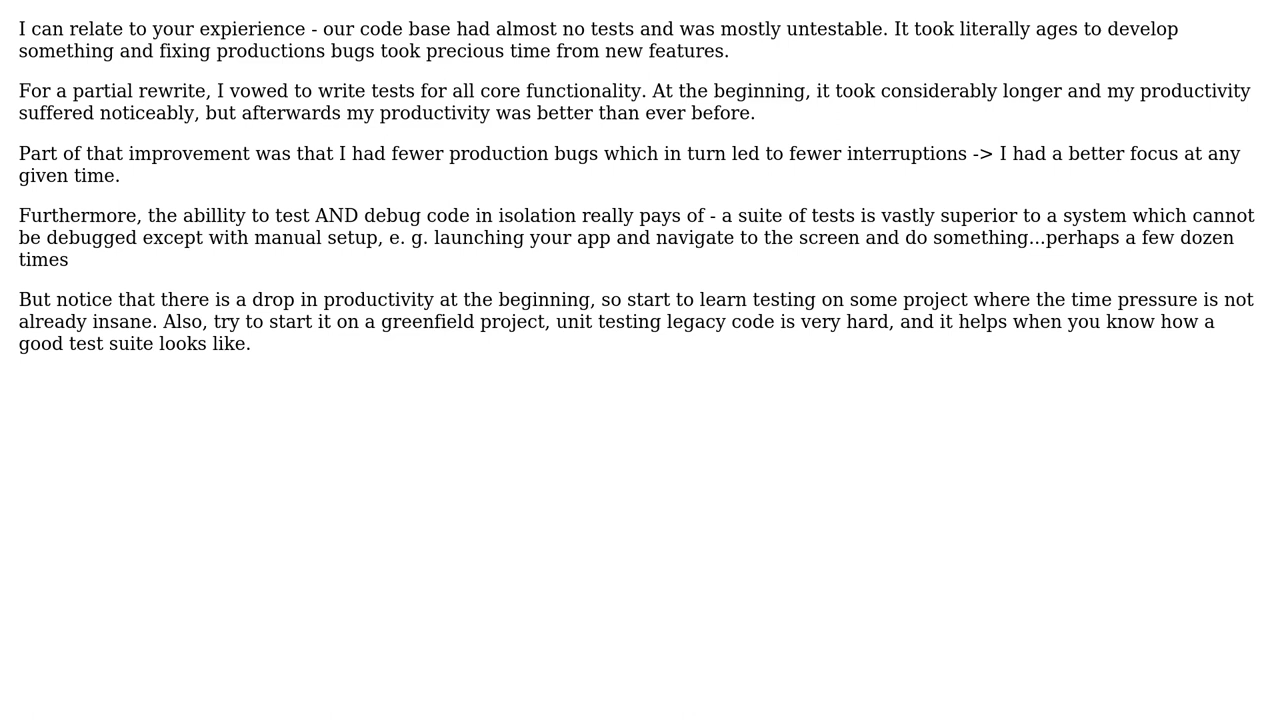 I can relate to your expierience - our code base had almost no tests and was mostly untestable. It took literally ages to develop
something and fixing productions bugs took precious time from new features.
For a partial rewrite, I vowed to write tests for all core functionality. At the beginning, it took considerably longer and my productivity
suffered noticeably, but afterwards my productivity was better than ever before.
Part of that improvement was that I had fewer production bugs which in turn led to fewer interruptions -> I had a better focus at any
given time.
Furthermore, the abillity to test AND debug code in isolation really pays of - a suite of tests is vastly superior to a system which cannot
be debugged except with manual setup, e. g. launching your app and navigate to the screen and do something...perhaps a few dozen
times
But notice that there is a drop in productivity at the beginning, so start to learn testing on some project where the time pressure is not
already insane. Also, try to start it on a greenfield project, unit testing legacy code is very hard, and it helps when you know how a
good test suite looks like.